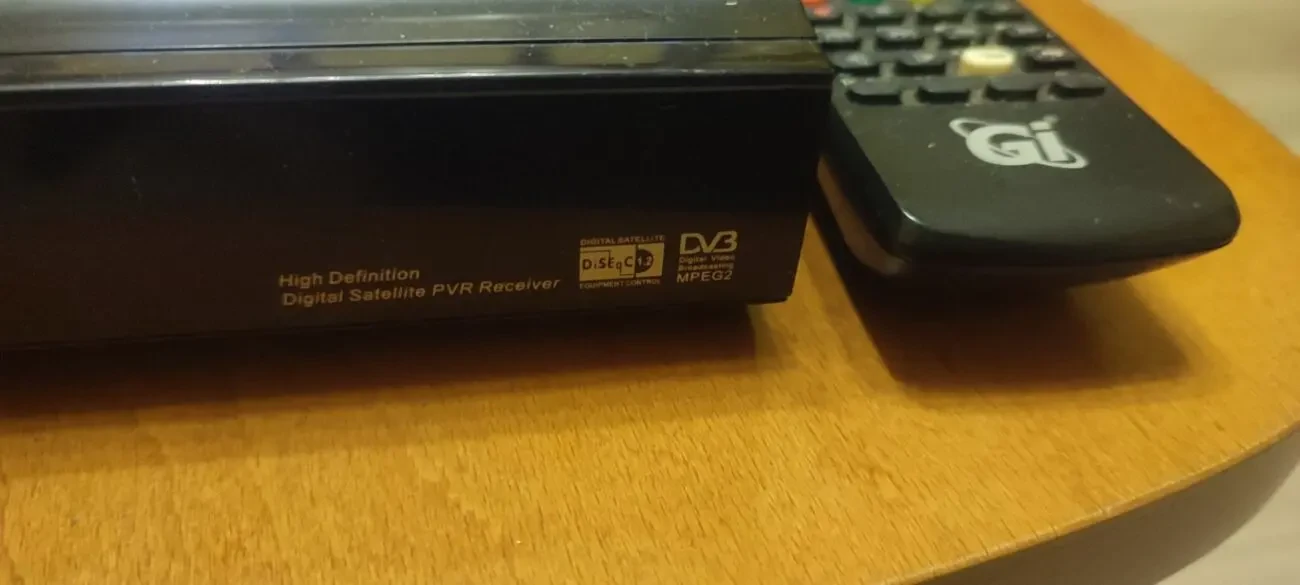 High Definition
Digital Satellite PVR Receiver
DIGITAL SATELLITE
DiSEqC 1.2
EQUIPMENT CONTROL
DVB
Digital Video
Broadcasting
MPEG2
Gi